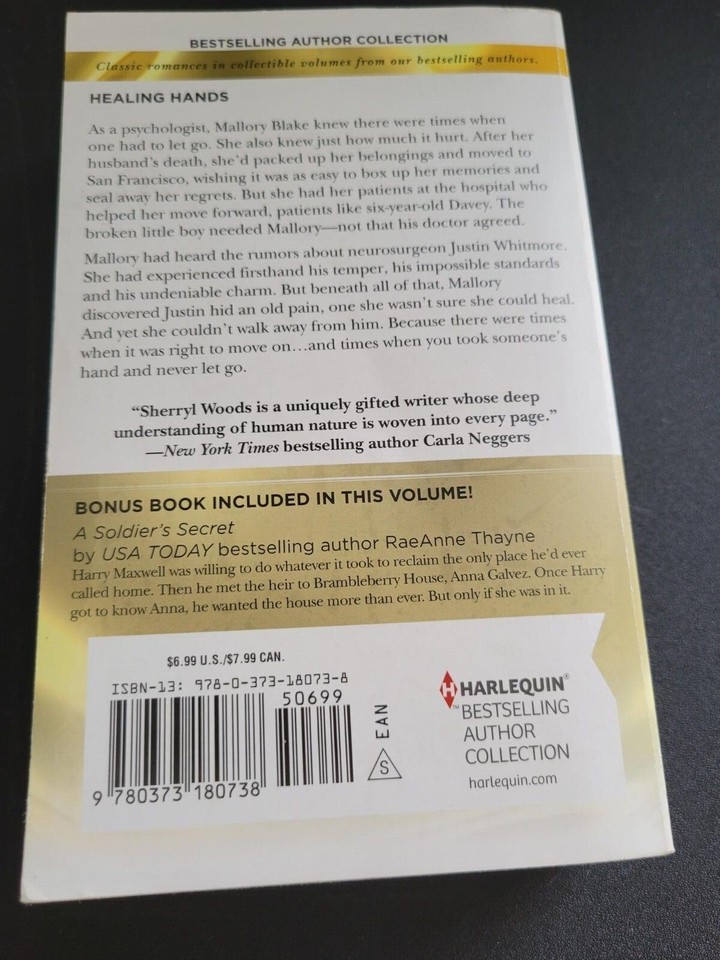 BESTSELLING AUTHOR COLLECTION
Classic romances in collectible volumes from our bestselling authors.
HEALING HANDS
As a psychologist, Mallory Blake knew there were times when
one had to let go. She also knew just how much it hurt. After her
husband's death, she'd packed up her belongings and moved to
San Francisco, wishing it was as easy to box up her memories and
seal away her regrets. But she had her patients at the hospital who
helped her move forward, patients like six-year-old Davey. The
broken little boy needed Mallory—not that his doctor agreed.
Mallory had heard the rumors about neurosurgeon Justin Whitmore.
She had experienced firsthand his temper, his impossible standards
and his undeniable charm. But beneath all of that, Mallory
discovered Justin hid an old pain, one she wasn't sure she could heal.
And yet she couldn't walk away from him. Because there were times
when it was right to move on…and times when you took someone's
hand and never let go.
"Sherryl Woods is a uniquely gifted writer whose deep
understanding of human nature is woven into every page."
—New York Times bestselling author Carla Neggers
BONUS BOOK INCLUDED IN THIS VOLUME!
A Soldier's Secret
by USA TODAY bestselling author RaeAnne Thayne
Harry Maxwell was willing to do whatever it took to reclaim the only place he'd ever
called home. Then he met the heir to Brambleberry House, Anna Galvez. Once Harry
got to know Anna, he wanted the house more than ever. But only if she was in it.
$6.99 U.S./$7.99 CAN.
ISBN-13: 978-0-373-18073-8
50699
EAN
S
9 780373 180738
H HARLEQUIN®
™ BESTSELLING
AUTHOR
COLLECTION
harlequin.com